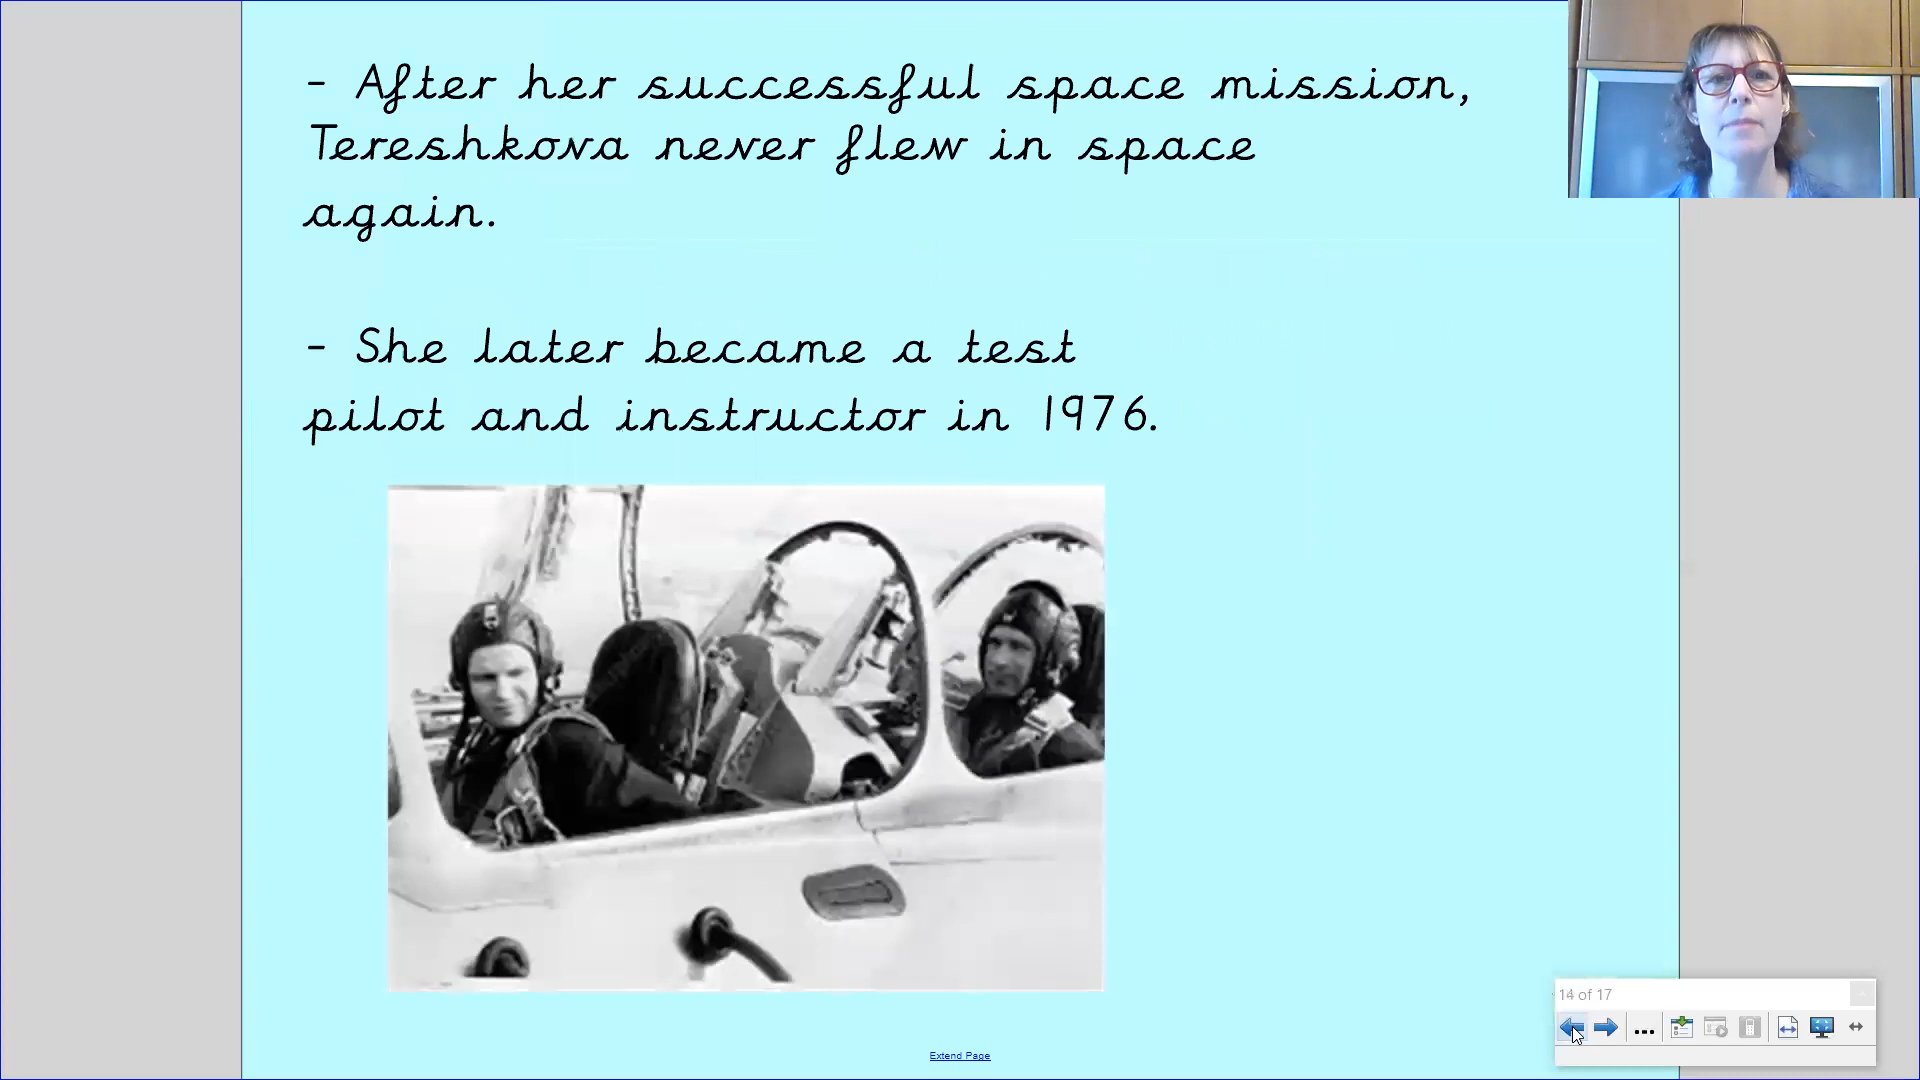 - After her successful space mission,
Tereshkova never flew in space
again.
- She later became a test
pilot and instructor in 1976.
14 of 17
Extend Page